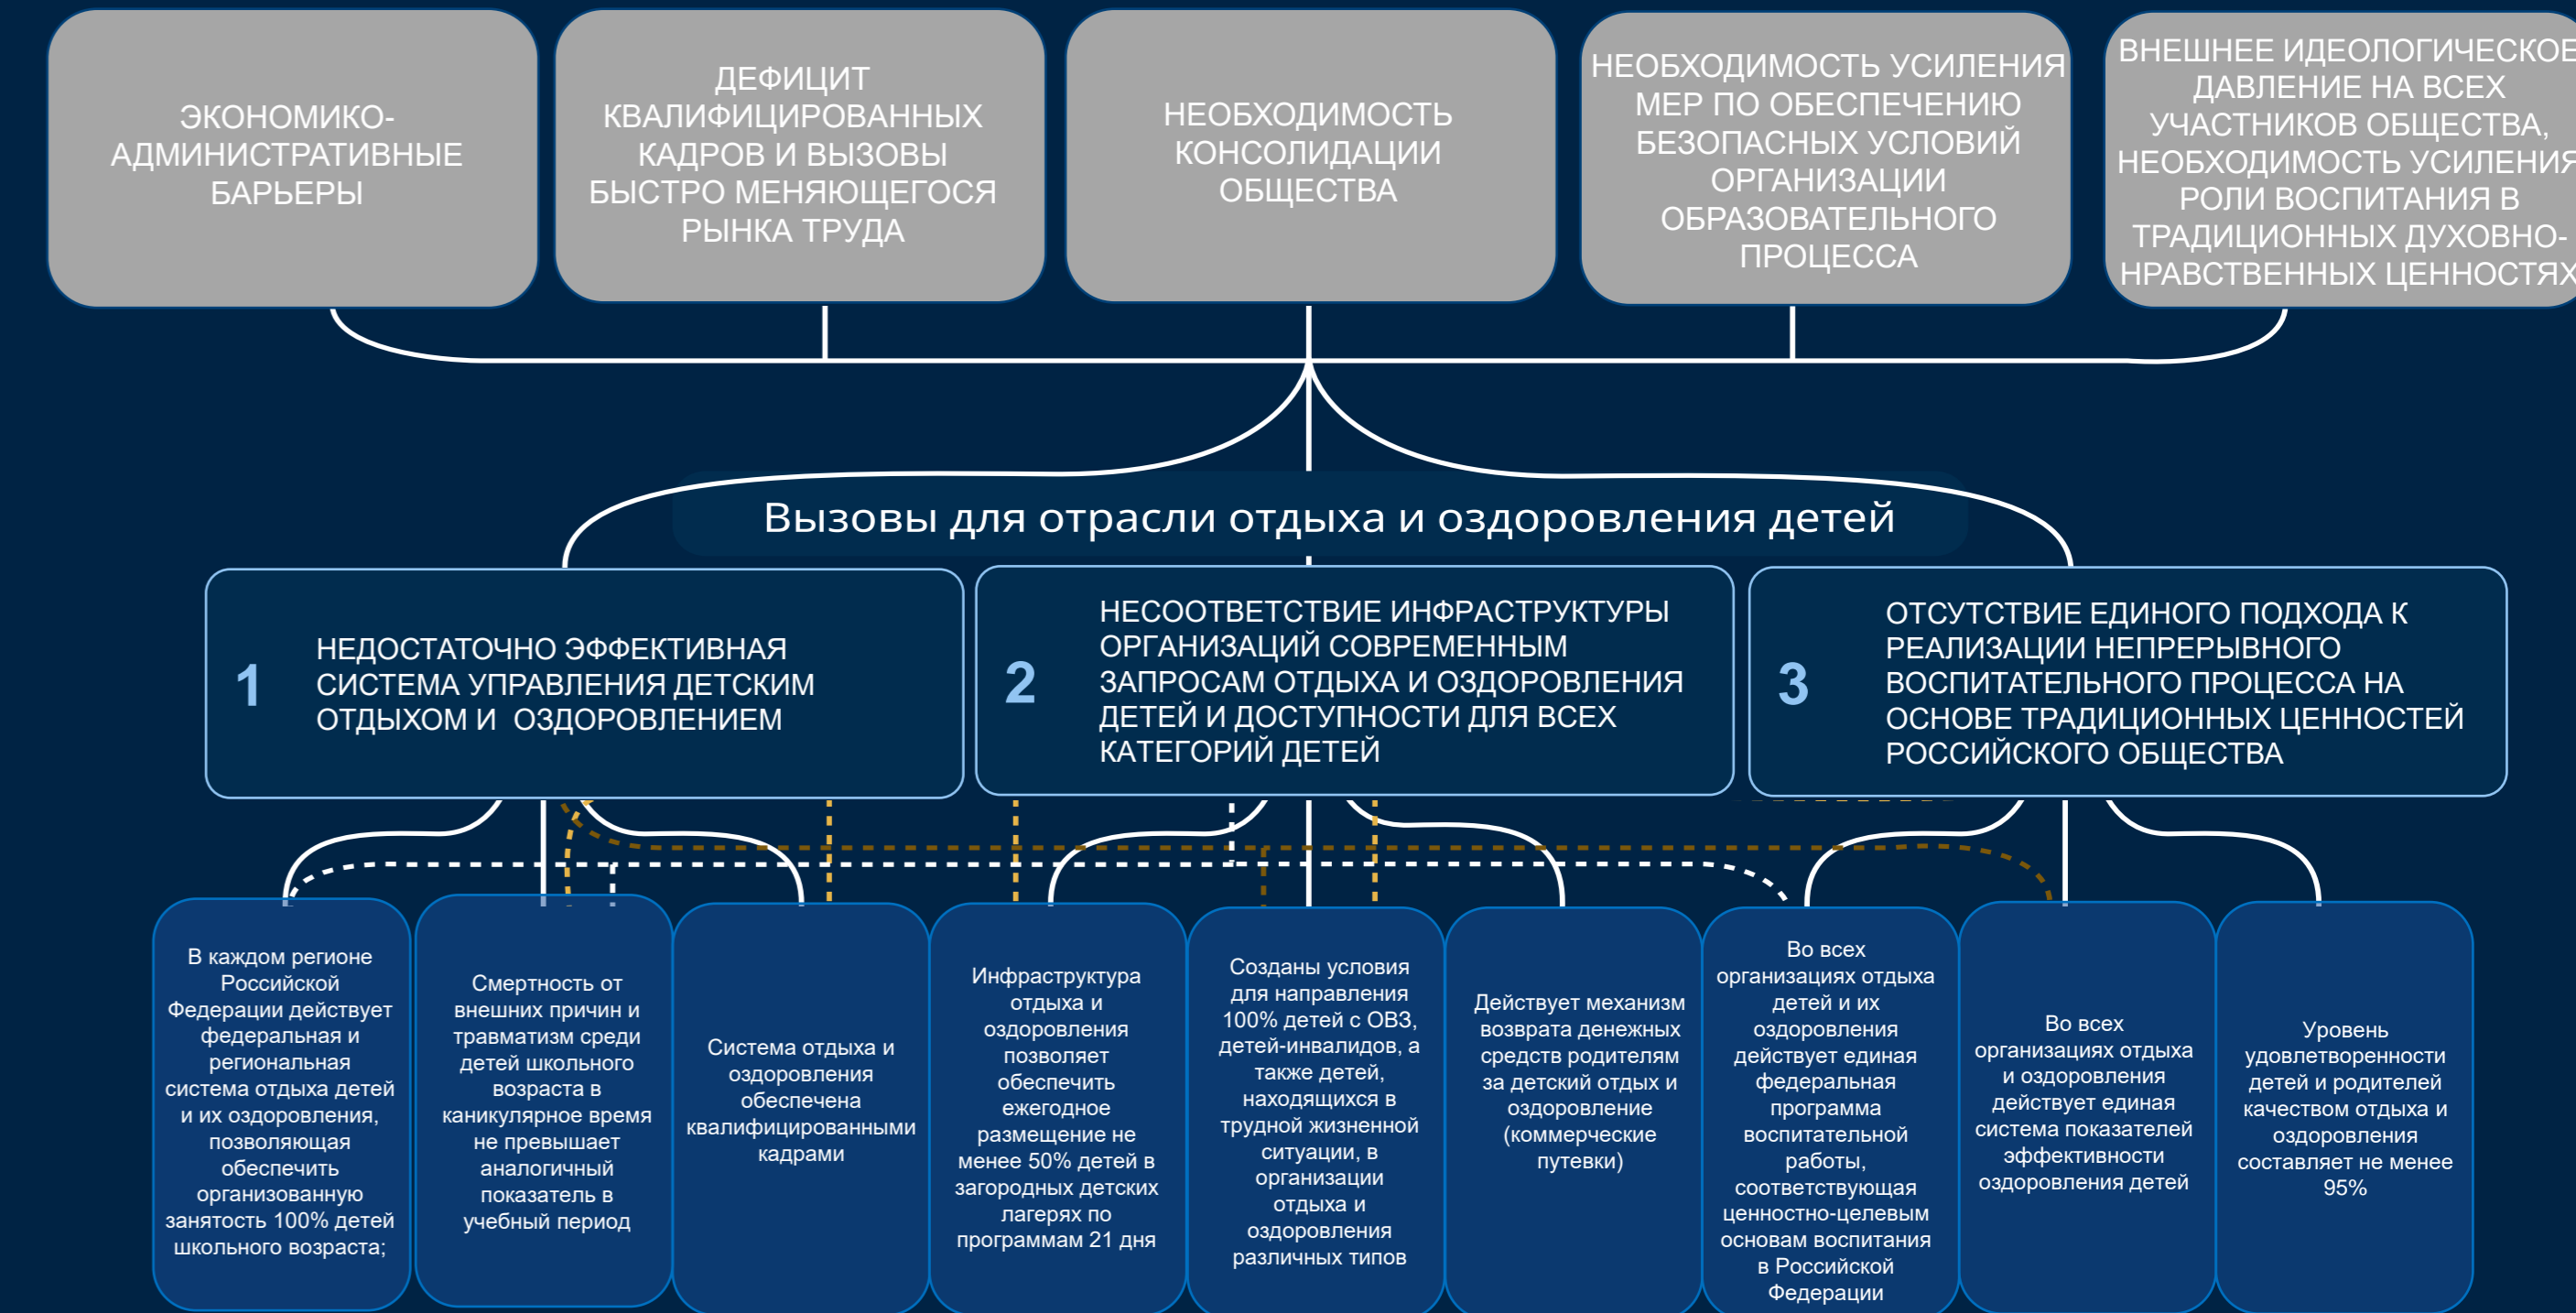 ЭКОНОМИКО-
АДМИНИСТРАТИВНЫЕ
БАРЬЕРЫ
ДЕФИЦИТ
КВАЛИФИЦИРОВАННЫХ
КАДРОВ И ВЫЗОВЫ
БЫСТРО МЕНЯЮЩЕГОСЯ
РЫНКА ТРУДА
НЕОБХОДИМОСТЬ
КОНСОЛИДАЦИИ
ОБЩЕСТВА
НЕОБХОДИМОСТЬ УСИЛЕНИЯ
МЕР ПО ОБЕСПЕЧЕНИЮ
БЕЗОПАСНЫХ УСЛОВИЙ
ОРГАНИЗАЦИИ
ОБРАЗОВАТЕЛЬНОГО
ПРОЦЕССА
ВНЕШНЕЕ ИДЕОЛОГИЧЕСКОЕ
ДАВЛЕНИЕ НА ВСЕХ
УЧАСТНИКОВ ОБЩЕСТВА,
НЕОБХОДИМОСТЬ УСИЛЕНИЯ
РОЛИ ВОСПИТАНИЯ В
ТРАДИЦИОННЫХ ДУХОВНО-
НРАВСТВЕННЫХ ЦЕННОСТЯХ
Вызовы для отрасли отдыха и оздоровления детей
1
НЕДОСТАТОЧНО ЭФФЕКТИВНАЯ
СИСТЕМА УПРАВЛЕНИЯ ДЕТСКИМ
ОТДЫХОМ И ОЗДОРОВЛЕНИЕМ
2
НЕСООТВЕТСТВИЕ ИНФРАСТРУКТУРЫ
ОРГАНИЗАЦИЙ СОВРЕМЕННЫМ
ЗАПРОСАМ ОТДЫХА И ОЗДОРОВЛЕНИЯ
ДЕТЕЙ И ДОСТУПНОСТИ ДЛЯ ВСЕХ
КАТЕГОРИЙ ДЕТЕЙ
3
ОТСУТСТВИЕ ЕДИНОГО ПОДХОДА К
РЕАЛИЗАЦИИ НЕПРЕРЫВНОГО
ВОСПИТАТЕЛЬНОГО ПРОЦЕССА НА
ОСНОВЕ ТРАДИЦИОННЫХ ЦЕННОСТЕЙ
РОССИЙСКОГО ОБЩЕСТВА
В каждом регионе
Российской
Федерации действует
федеральная и
региональная
система отдыха детей
и их оздоровления,
позволяющая
обеспечить
организованную
занятость 100% детей
школьного возраста;
Смертность от
внешних причин и
травматизм среди
детей школьного
возраста в
каникулярное время
не превышает
аналогичный
показатель в
учебный период
Система отдыха и
оздоровления
обеспечена
квалифицированными
кадрами
Инфраструктура
отдыха и
оздоровления
позволяет
обеспечить
ежегодное
размещение не
менее 50% детей в
загородных детских
лагерях по
программам 21 дня
Созданы условия
для направления
100% детей с ОВЗ,
детей-инвалидов, а
также детей,
находящихся в
трудной жизненной
ситуации, в
организации
отдыха и
оздоровления
различных типов
Действует механизм
возврата денежных
средств родителям
за детский отдых и
оздоровление
(коммерческие
путевки)
Во всех
организациях отдыха
детей и их
оздоровления
действует единая
федеральная
программа
воспитательной
работы,
соответствующая
ценностно-целевым
основам воспитания
в Российской
Федерации
Во всех
организациях отдыха
и оздоровления
действует единая
система показателей
эффективности
оздоровления детей
Уровень
удовлетворенности
детей и родителей
качеством отдыха и
оздоровления
составляет не менее
95%